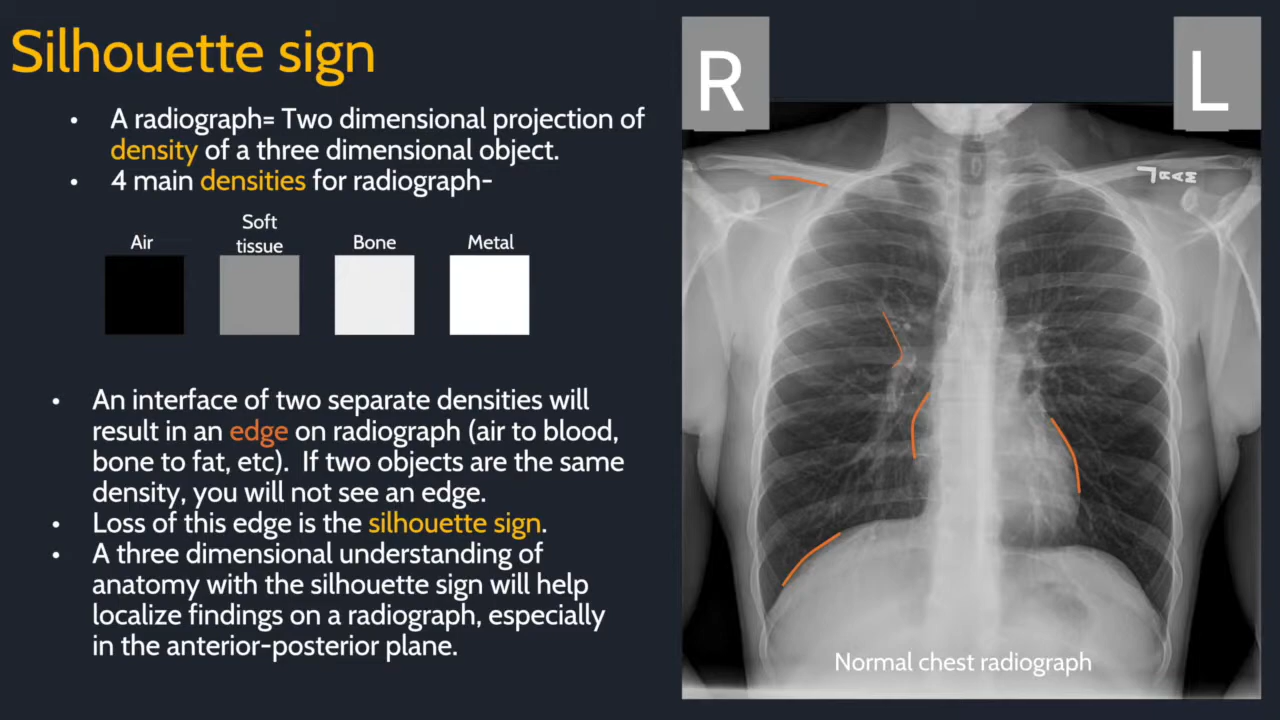 Silhouette sign
• A radiograph= Two dimensional projection of
density of a three dimensional object.
• 4 main densities for radiograph-
Air
Soft
tissue
Bone
Metal
• An interface of two separate densities will
result in an edge on radiograph (air to blood,
bone to fat, etc).  If two objects are the same
density, you will not see an edge.
• Loss of this edge is the silhouette sign.
• A three dimensional understanding of
anatomy with the silhouette sign will help
localize findings on a radiograph, especially
in the anterior-posterior plane.
R
L
Normal chest radiograph